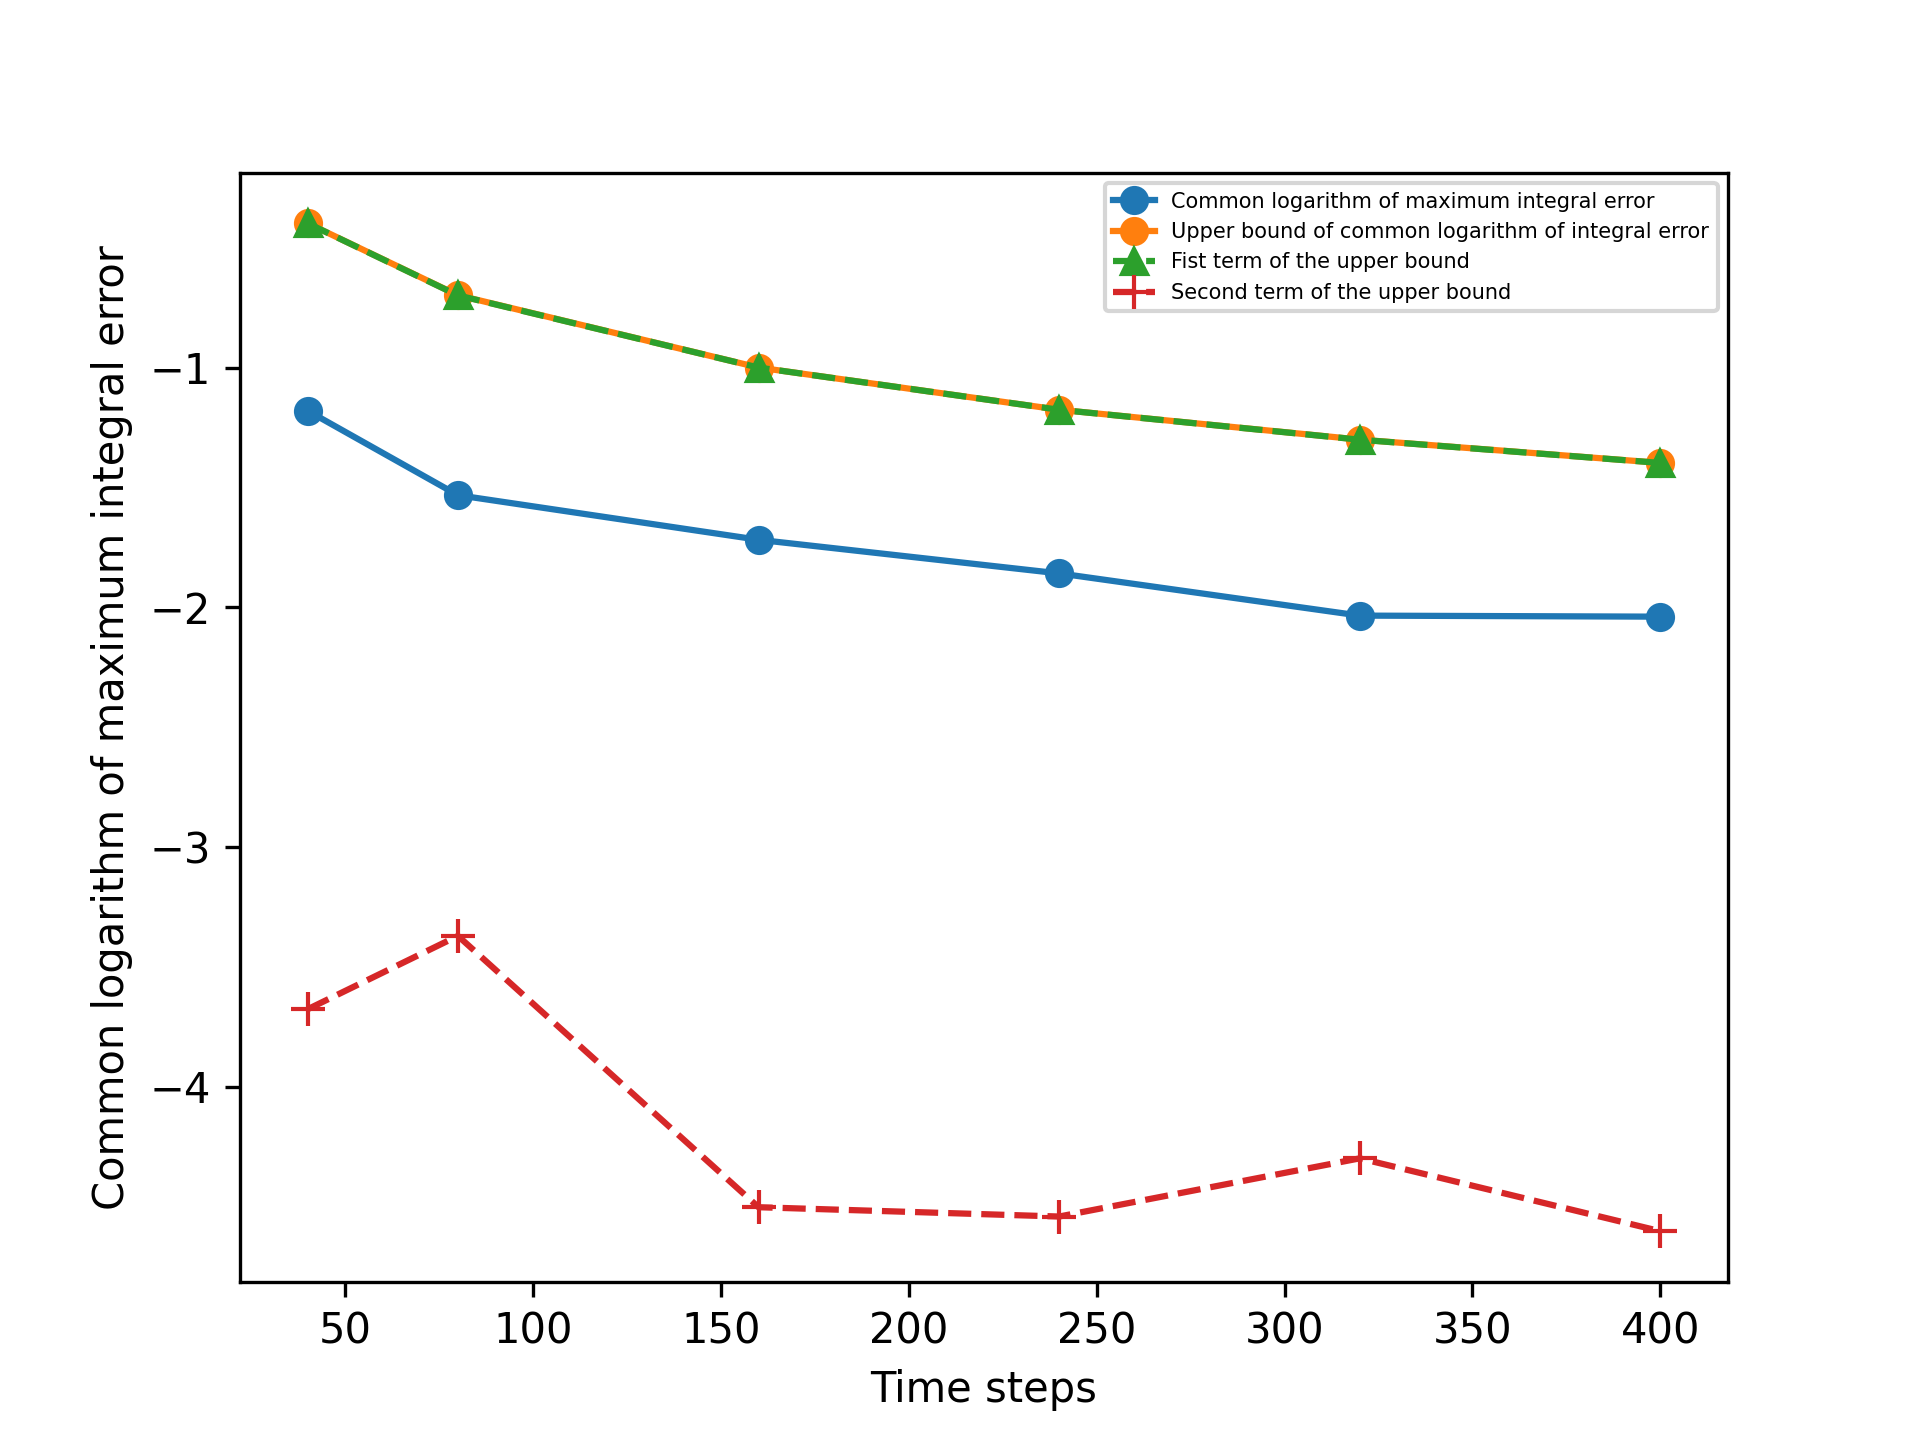 Common logarithm of maximum integral error
Upper bound of common logarithm of integral error
Fist term of the upper bound
Second term of the upper bound
Common logarithm of maximum integral error
−1
−2
−3
−4
50 100 150 200 250 300 350 400
Time steps